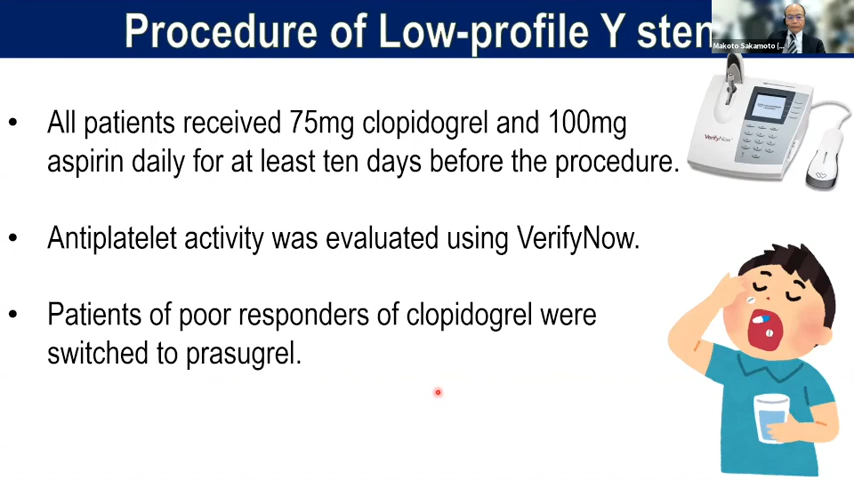 Procedure of Low-profile Y sten
Makoto Sakamoto (
• All patients received 75mg clopidogrel and 100mg
aspirin daily for at least ten days before the procedure.
VerifyNow
• Antiplatelet activity was evaluated using VerifyNow.
• Patients of poor responders of clopidogrel were
switched to prasugrel.